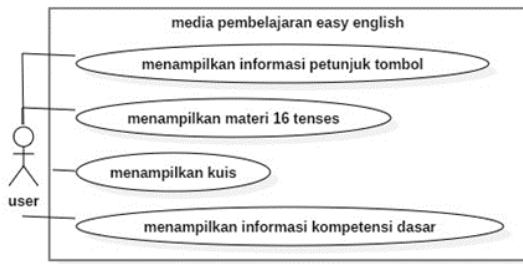 media pembelajaran easy english
menampilkan informasi petunjuk tombol
menampilkan materi 16 tenses
menampilkan kuis
user
menampilkan informasi kompetensi dasar